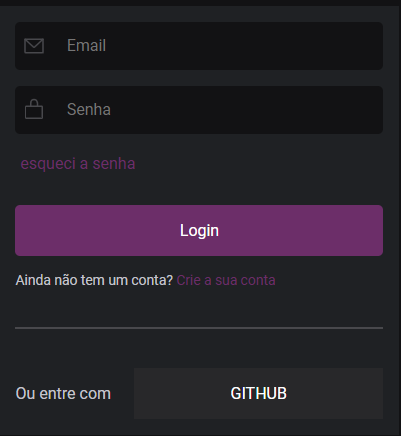 Email
Senha
esqueci a senha
Login
Ainda não tem um conta? Crie a sua conta
Ou entre com GITHUB